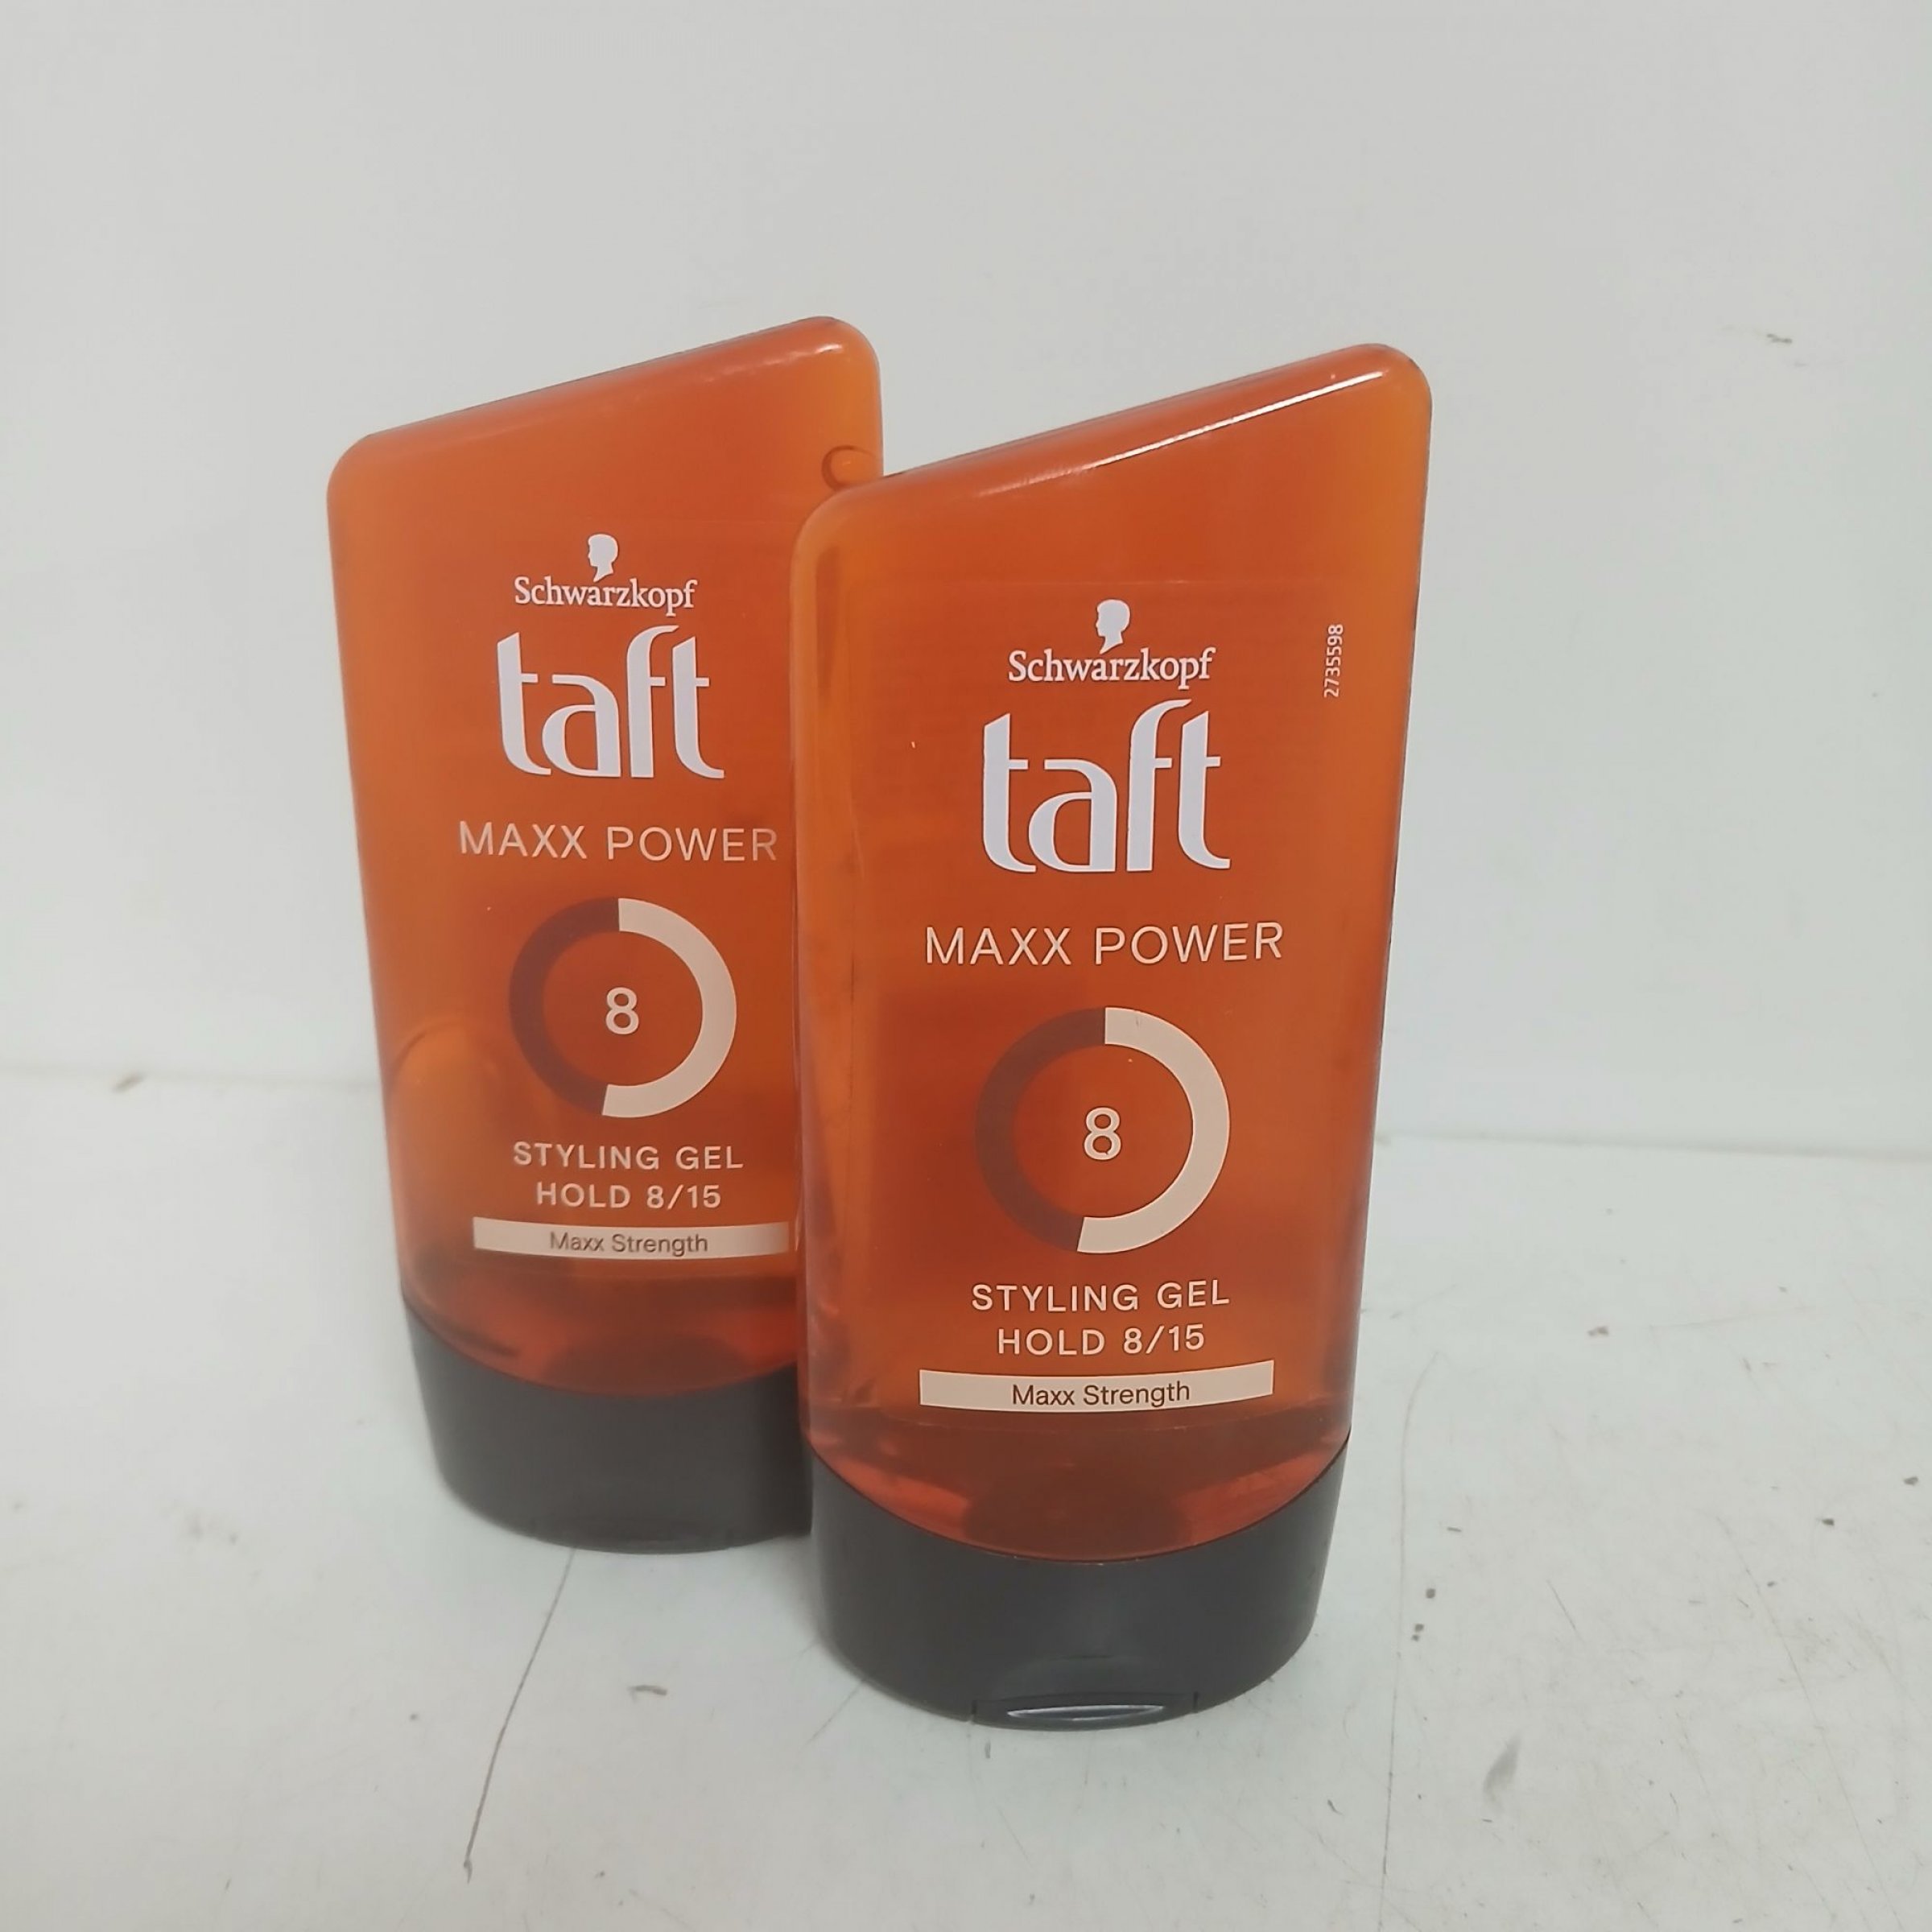 Schwarzkopf
taft
MAXX POWER
8
STYLING GEL
HOLD 8/15
Maxx Strength
Schwarzkopf
taft
MAXX POWER
8
STYLING GEL
HOLD 8/15
Maxx Strength
2735598